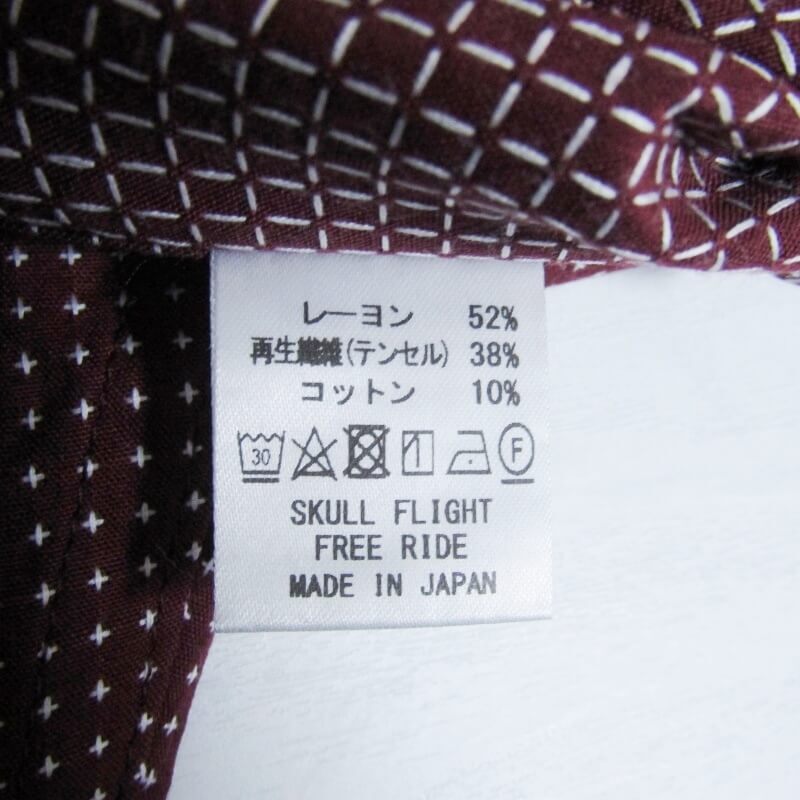 レーヨン 52%
再生繊維(テンセル) 38%
コットン 10%
30 F
SKULL FLIGHT
FREE RIDE
MADE IN JAPAN